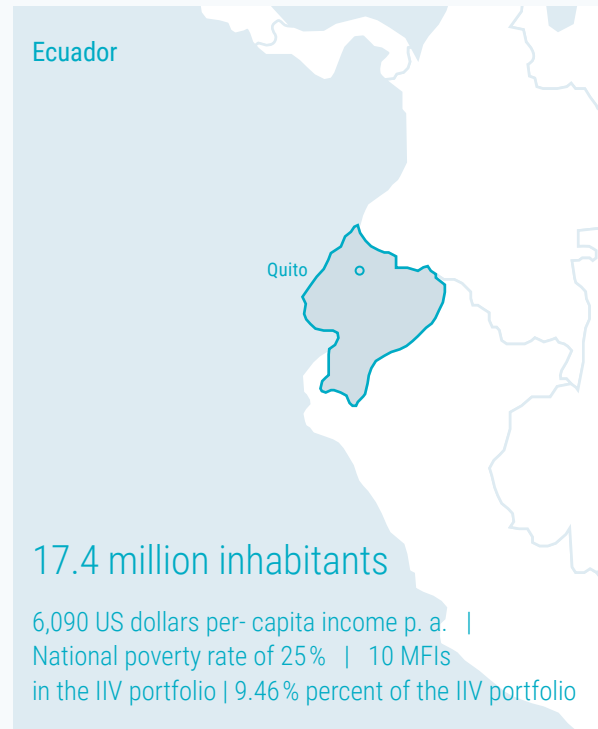 Ecuador
Quito
17.4 million inhabitants
6,090 US dollars per- capita income p. a. |
National poverty rate of 25 % | 10 MFIs
in the IIV portfolio | 9.46 % percent of the IIV portfolio